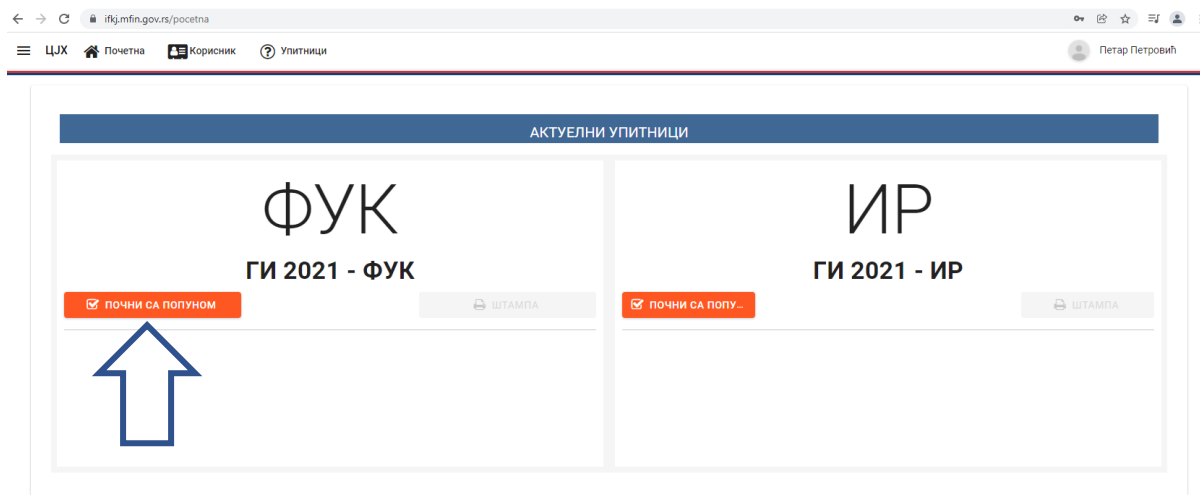 ifkj.mfin.gov.rs/pocetna
ЦЈХ Почетна Корисник Упитници Петар Петровић
АКТУЕЛНИ УПИТНИЦИ
ФУК
ГИ 2021 - ФУК
ПОЧНИ СА ПОПУНОМ ШТАМПА
ИР
ГИ 2021 - ИР
ПОЧНИ СА ПОПУ... ШТАМПА